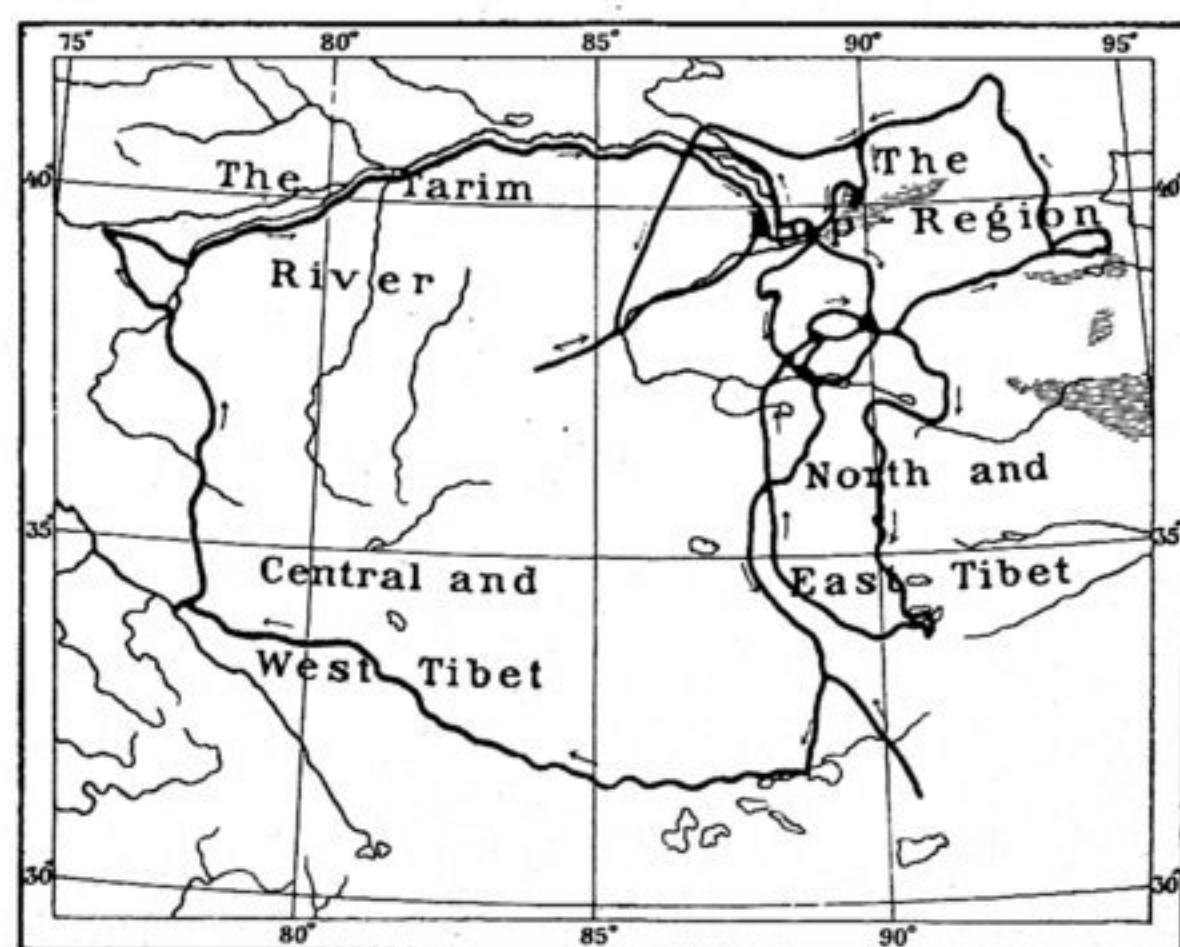 75° 80° 85° 90° 95°
40° The Tarim The 40°
Lop - Region
River
North and
35° 35°
Central and East Tibet
West Tibet
30° 30°
80° 85° 90°